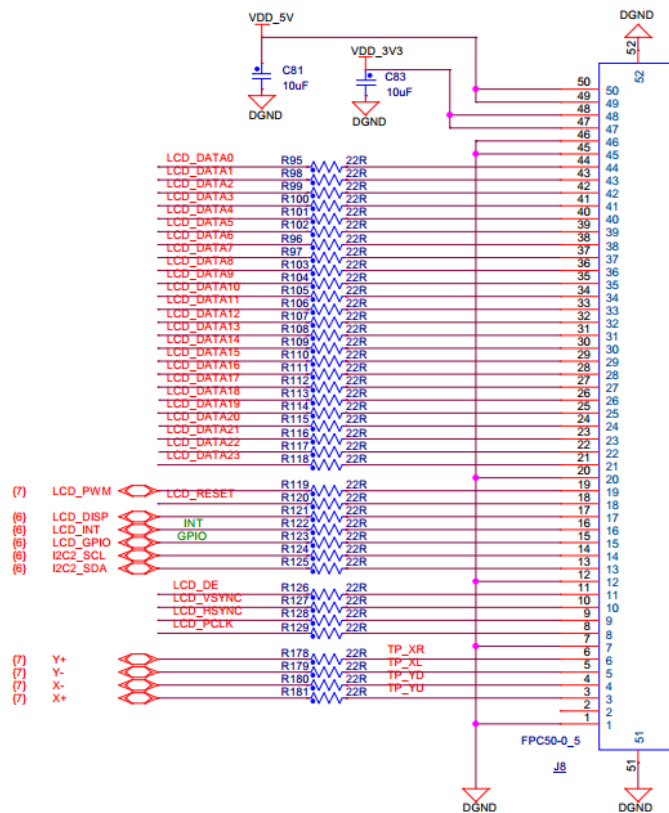 DGND
VDD_5V
52
52
VDD_3V3
C81
10uF
C83
10uF
DGND
DGND
50 50
49 49
48 48
47 47
46 46
45 45
LCD_DATA0 R95 22R 44 44
LCD_DATA1 R98 22R 43 43
LCD_DATA2 R99 22R 42 42
LCD_DATA3 R100 22R 41 41
LCD_DATA4 R101 22R 40 40
LCD_DATA5 R102 22R 39 39
LCD_DATA6 R96 22R 38 38
LCD_DATA7 R97 22R 37 37
LCD_DATA8 R103 22R 36 36
LCD_DATA9 R104 22R 35 35
LCD_DATA10 R105 22R 34 34
LCD_DATA11 R106 22R 33 33
LCD_DATA12 R107 22R 32 32
LCD_DATA13 R108 22R 31 31
LCD_DATA14 R109 22R 30 30
LCD_DATA15 R110 22R 29 29
LCD_DATA16 R111 22R 28 28
LCD_DATA17 R112 22R 27 27
LCD_DATA18 R113 22R 26 26
LCD_DATA19 R114 22R 25 25
LCD_DATA20 R115 22R 24 24
LCD_DATA21 R116 22R 23 23
LCD_DATA22 R117 22R 22 22
LCD_DATA23 R118 22R 21 21
20 20
{7} LCD_PWM R119 22R 19 19
LCD_RESET R120 22R 18 18
{6} LCD_DISP R121 22R 17 17
{6} LCD_INT INT R122 22R 16 16
{6} LCD_GPIO GPIO R123 22R 15 15
{6} I2C2_SCL R124 22R 14 14
{6} I2C2_SDA R125 22R 13 13
12 12
LCD_DE R126 22R 11 11
LCD_VSYNC R127 22R 10 10
LCD_HSYNC R128 22R 9 9
LCD_PCLK R129 22R 8 8
7 7
{7} Y+ R178 22R TP_XR 6 6
{7} Y- R179 22R TP_XL 5 5
{7} X- R180 22R TP_YD 4 4
{7} X+ R181 22R TP_YU 3 3
2 2
1 1
FPC50-0_5
51
51
J8
DGND
DGND